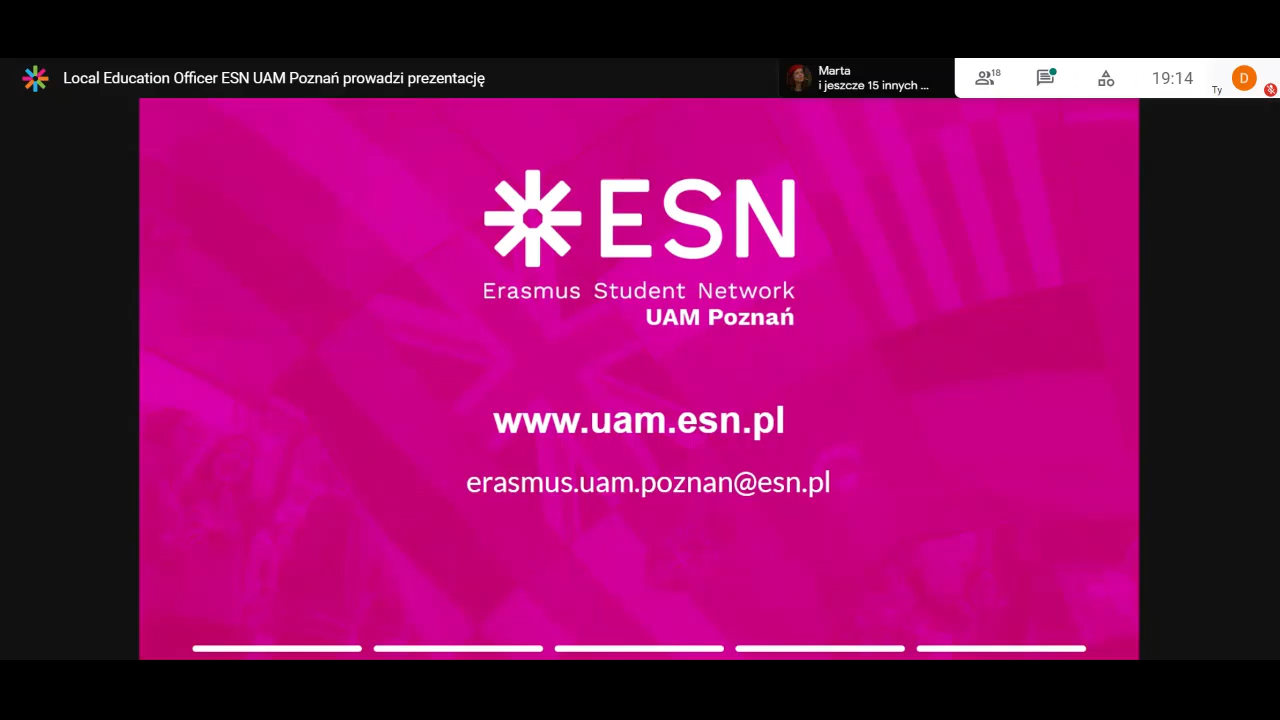 Local Education Officer ESN UAM Poznań prowadzi prezentację
Marta
i jeszcze 15 innych ...
18
19:14
Ty
D
ESN
Erasmus Student Network
UAM Poznań
www.uam.esn.pl
erasmus.uam.poznan@esn.pl